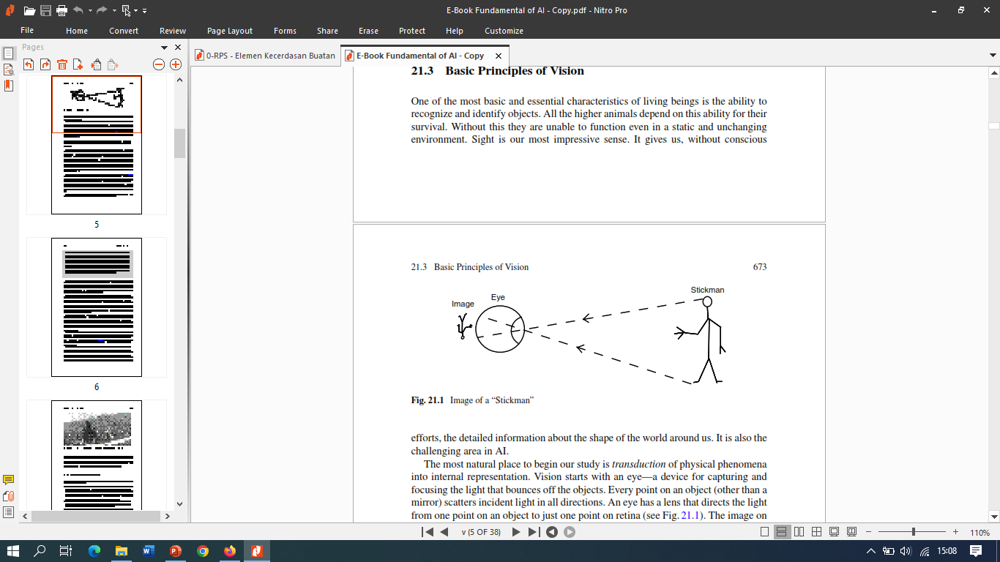 E-Book Fundamental of AI - Copy.pdf - Nitro Pro
File Home Convert Review Page Layout Forms Share Erase Protect Help Customize
Pages
0-RPS - Elemen Kecerdasan Buatan
E-Book Fundamental of AI - Copy
5
6
21.3 Basic Principles of Vision
One of the most basic and essential characteristics of living beings is the ability to
recognize and identify objects. All the higher animals depend on this ability for their
survival. Without this they are unable to function even in a static and unchanging
environment. Sight is our most impressive sense. It gives us, without conscious
21.3 Basic Principles of Vision 673
Stickman
Eye
Image
Fig. 21.1 Image of a “Stickman”
efforts, the detailed information about the shape of the world around us. It is also the
challenging area in AI.
The most natural place to begin our study is transduction of physical phenomena
into internal representation. Vision starts with an eye—a device for capturing and
focusing the light that bounces off the objects. Every point on an object (other than a
mirror) scatters incident light in all directions. An eye has a lens that directs the light
from one point on an object to just one point on retina (see Fig. 21.1). The image on
v (5 OF 38)
110%
15:08